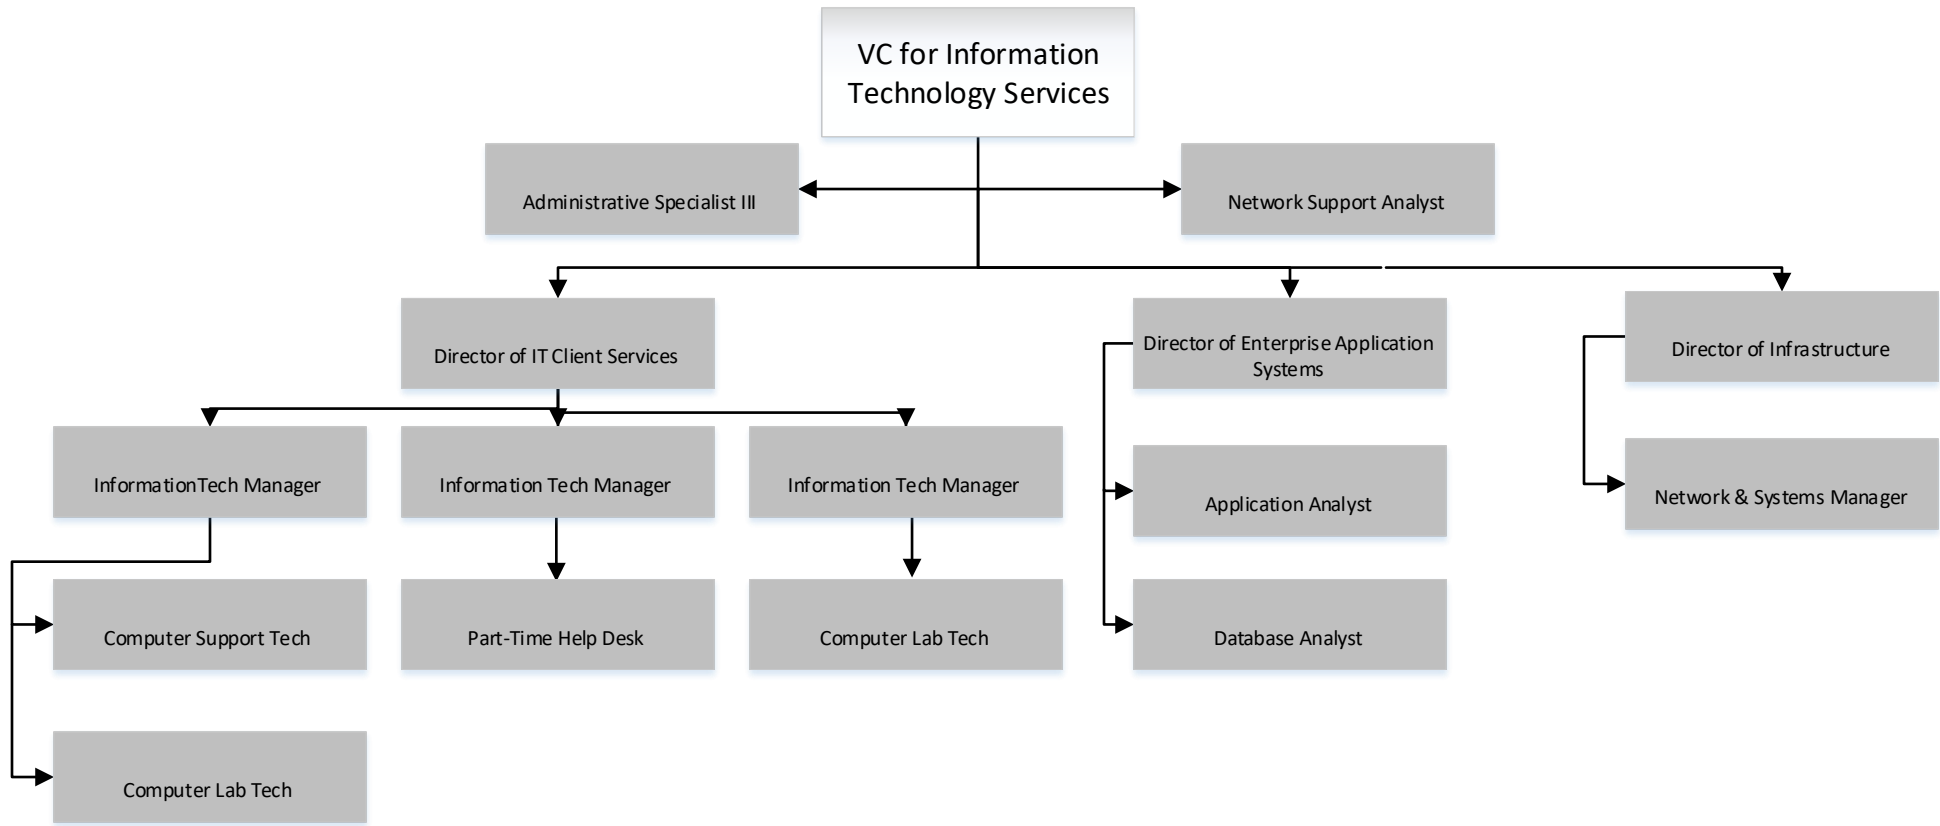 VC for Information
Technology Services
Administrative Specialist III
Network Support Analyst
Director of IT Client Services
Director of Enterprise Application
Systems
Director of Infrastructure
InformationTech Manager
Information Tech Manager
Information Tech Manager
Application Analyst
Network & Systems Manager
Computer Support Tech
Part-Time Help Desk
Computer Lab Tech
Database Analyst
Computer Lab Tech